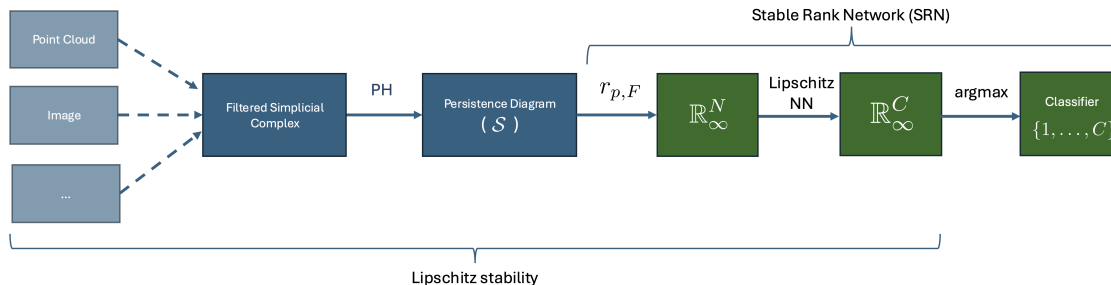 Stable Rank Network (SRN)
Point Cloud
Image
...
Filtered Simplicial
Complex
PH
Persistence Diagram
( 𝒮 )
r_{p,F}
ℝ^N_∞
Lipschitz
NN
ℝ^C_∞
argmax
Classifier
{1, . . . , C}
Lipschitz stability